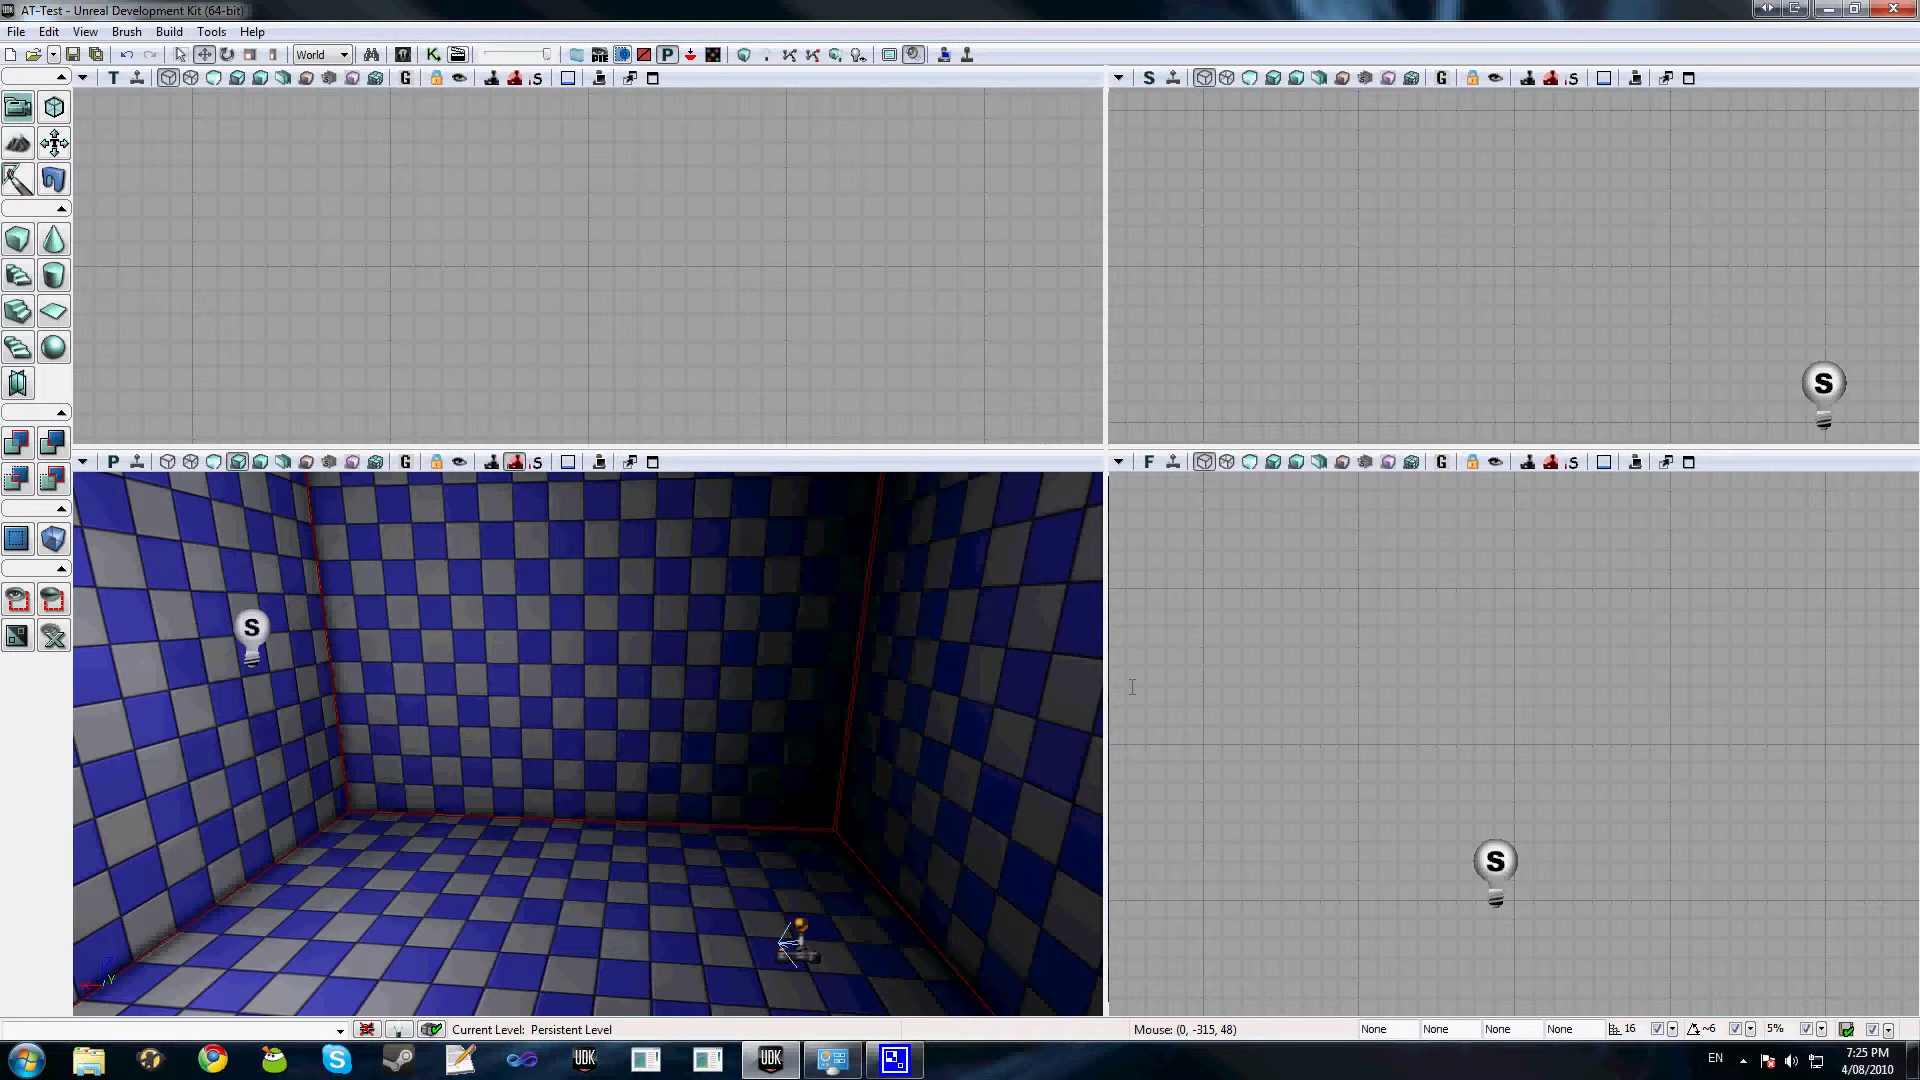 AT-Test - Unreal Development Kit (64-bit)
File Edit View Brush Build Tools Help
World
K
P
T G S
S G S
S
P G S
F G S
S
Z
Y
S
Current Level: Persistent Level
Mouse: (0, -315, 48)
None None None None
16
~6
5%
UDK
UDK
EN
7:25 PM
4/08/2010